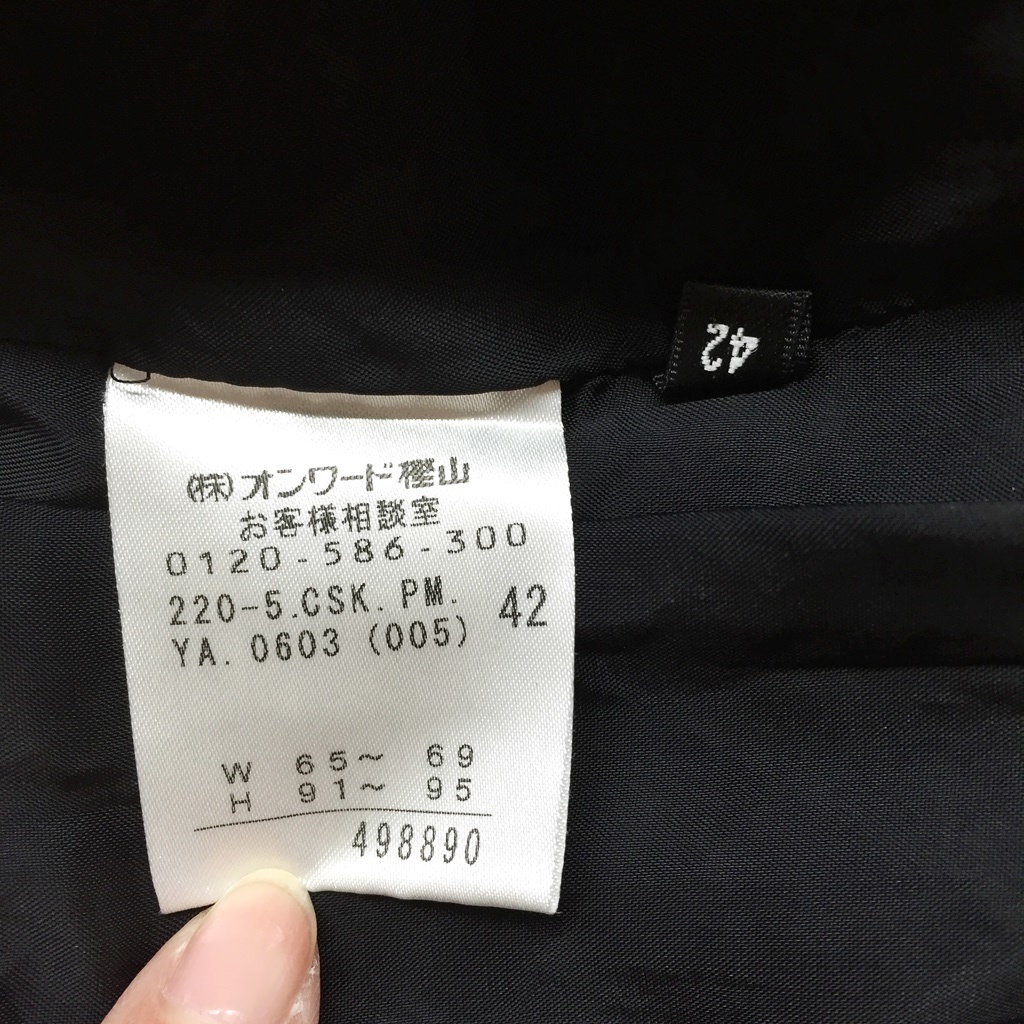 42
(株)オンワード樫山
お客様相談室
0120-586-300
220-5.CSK.PM. 42
YA.0603 (005)
W 65~ 69
H 91~ 95
498890